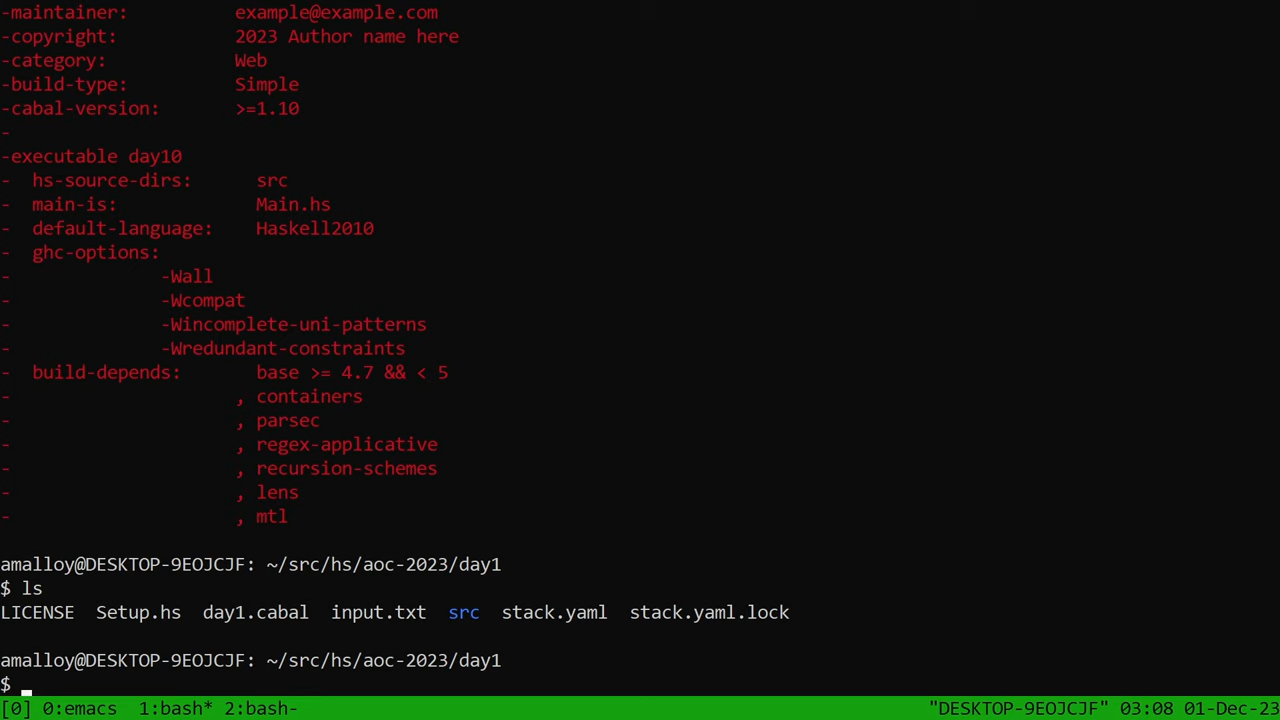 -maintainer:          example@example.com
-copyright:           2023 Author name here
-category:            Web
-build-type:          Simple
-cabal-version:       >=1.10
-
-executable day10
-  hs-source-dirs:      src
-  main-is:             Main.hs
-  default-language:    Haskell2010
-  ghc-options:
-              -Wall
-              -Wcompat
-              -Wincomplete-uni-patterns
-              -Wredundant-constraints
-  build-depends:       base >= 4.7 && < 5
-                     , containers
-                     , parsec
-                     , regex-applicative
-                     , recursion-schemes
-                     , lens
-                     , mtl
amalloy@DESKTOP-9EOJCJF: ~/src/hs/aoc-2023/day1
$ ls
LICENSE  Setup.hs  day1.cabal  input.txt  src  stack.yaml  stack.yaml.lock
amalloy@DESKTOP-9EOJCJF: ~/src/hs/aoc-2023/day1
$
[0] 0:emacs  1:bash* 2:bash-  "DESKTOP-9EOJCJF" 03:08 01-Dec-23